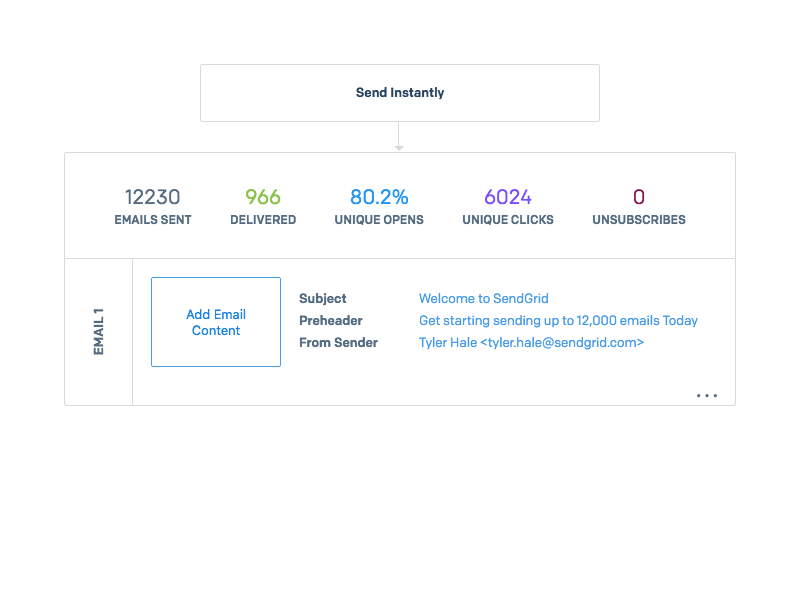 Send Instantly
12230 966 80.2% 6024 0
EMAILS SENT DELIVERED UNIQUE OPENS UNIQUE CLICKS UNSUBSCRIBES
EMAIL 1
Add Email
Content
Subject Welcome to SendGrid
Preheader Get starting sending up to 12,000 emails Today
From Sender Tyler Hale <tyler.hale@sendgrid.com>